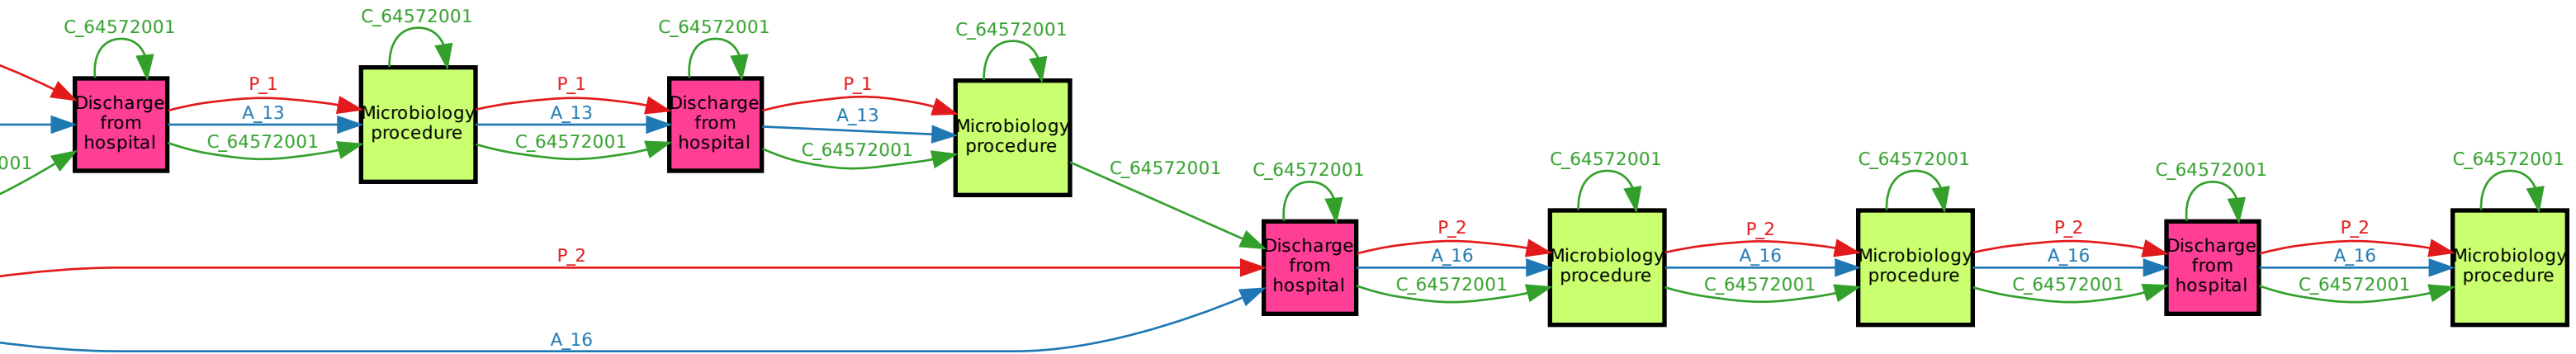 C_64572001
C_64572001
C_64572001
C_64572001
Discharge
from
hospital
P_1
A_13
C_64572001
Microbiology
procedure
P_1
A_13
C_64572001
Discharge
from
hospital
P_1
A_13
C_64572001
Microbiology
procedure
001
C_64572001
C_64572001
C_64572001
C_64572001
C_64572001
C_64572001
P_2
Discharge
from
hospital
P_2
A_16
C_64572001
Microbiology
procedure
P_2
A_16
C_64572001
Microbiology
procedure
P_2
A_16
C_64572001
Discharge
from
hospital
P_2
A_16
C_64572001
Microbiology
procedure
A_16